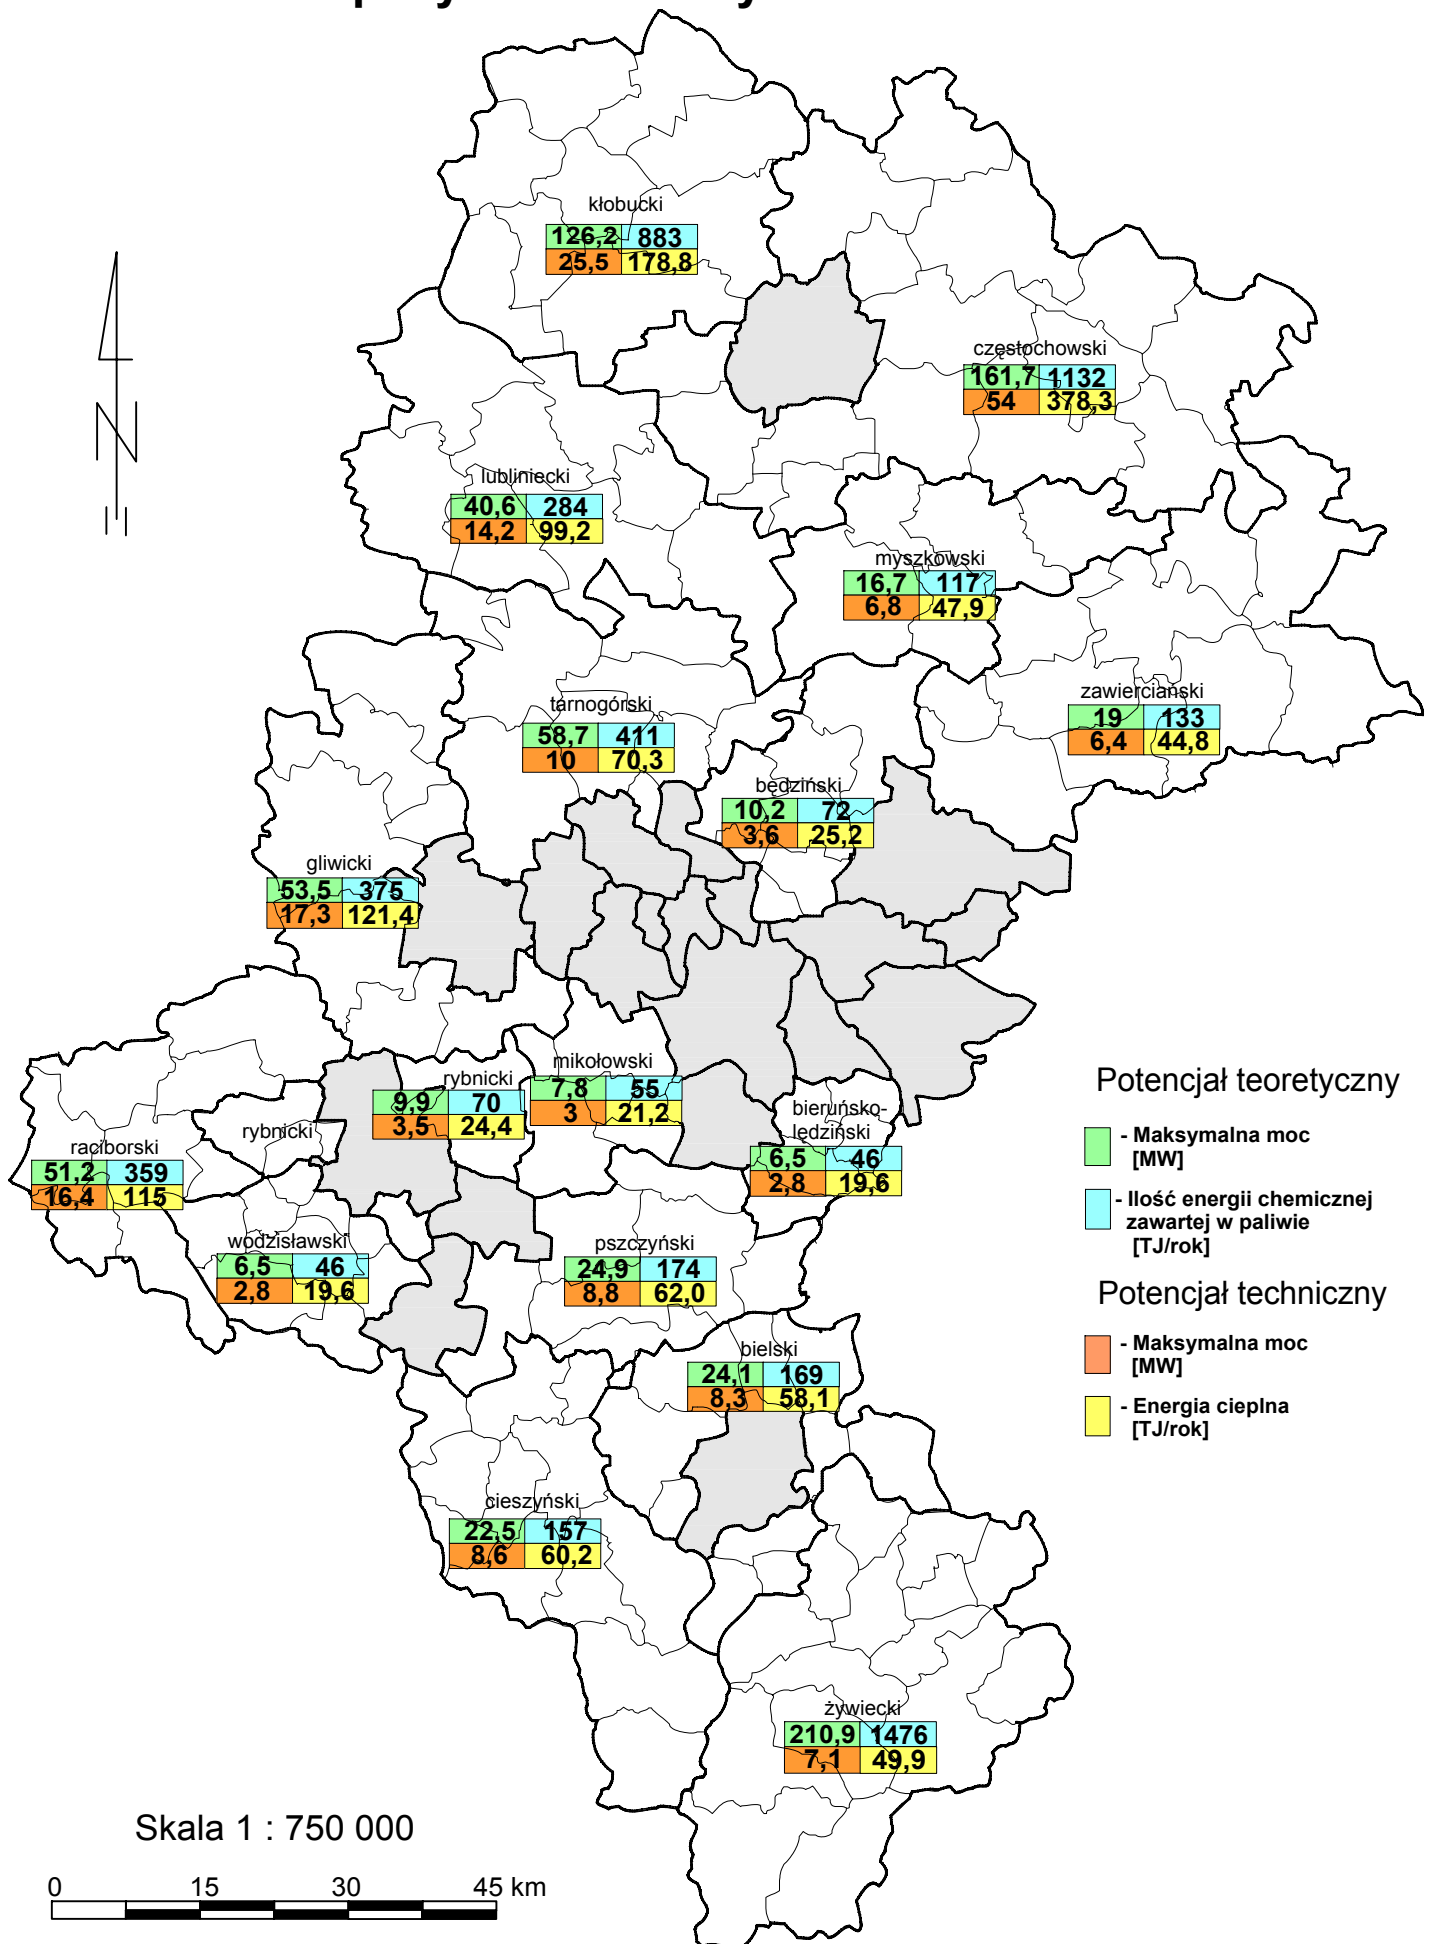 kłobucki
126,2 883
25,5 178,8
częstochowski
161,7 1132
54 378,3
lubliniecki
40,6 284
14,2 99,2
myszkowski
16,7 117
6,8 47,9
zawierciański
19 133
6,4 44,8
tarnogórski
58,7 411
10 70,3
będziński
10,2 72
3,6 25,2
gliwicki
53,5 375
17,3 121,4
mikołowski
7,8 55
3 21,2
rybnicki
9,9 70
3,5 24,4
rybnicki
bieruńsko-
lędziński
6,5 46
2,8 19,6
raciborski
51,2 359
16,4 115
wodzisławski
6,5 46
2,8 19,6
pszczyński
24,9 174
8,8 62,0
bielski
24,1 169
8,3 58,1
cieszyński
22,5 157
8,6 60,2
żywiecki
210,9 1476
7,1 49,9
Potencjał teoretyczny
- Maksymalna moc
[MW]
- Ilość energii chemicznej
zawartej w paliwie
[TJ/rok]
Potencjał techniczny
- Maksymalna moc
[MW]
- Energia cieplna
[TJ/rok]
N
Skala 1 : 750 000
0 15 30 45 km